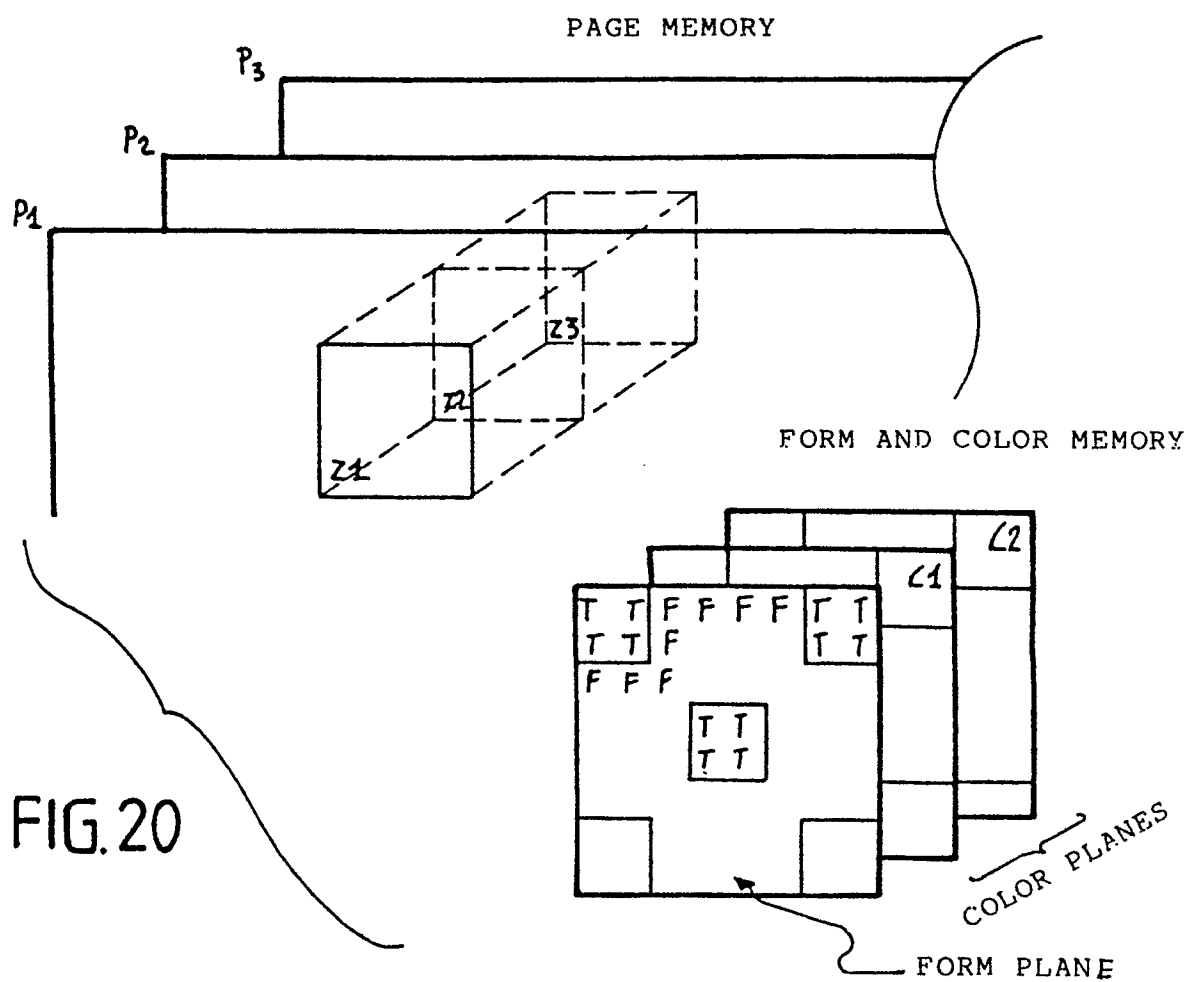 PAGE MEMORY
P3
P2
P1
Z3
Z2
Z1
FORM AND COLOR MEMORY
C2
C1
T T F F F F T T
T T F T T
F F F
T T
T T
FIG. 20
COLOR PLANES
FORM PLANE